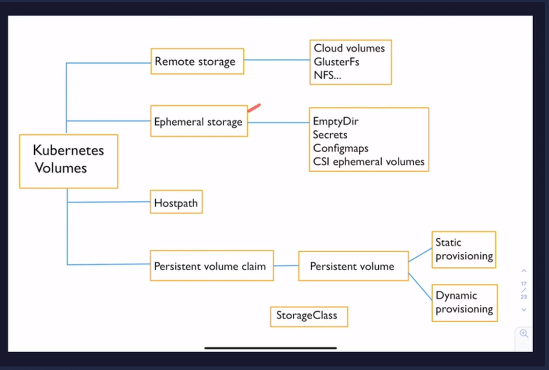 Remote storage
Cloud volumes
GlusterFs
NFS...
Ephemeral storage
EmptyDir
Secrets
Configmaps
CSI ephemeral volumes
Kubernetes
Volumes
Hostpath
Persistent volume claim
Persistent volume
Static
provisioning
Dynamic
provisioning
StorageClass
17
/
23